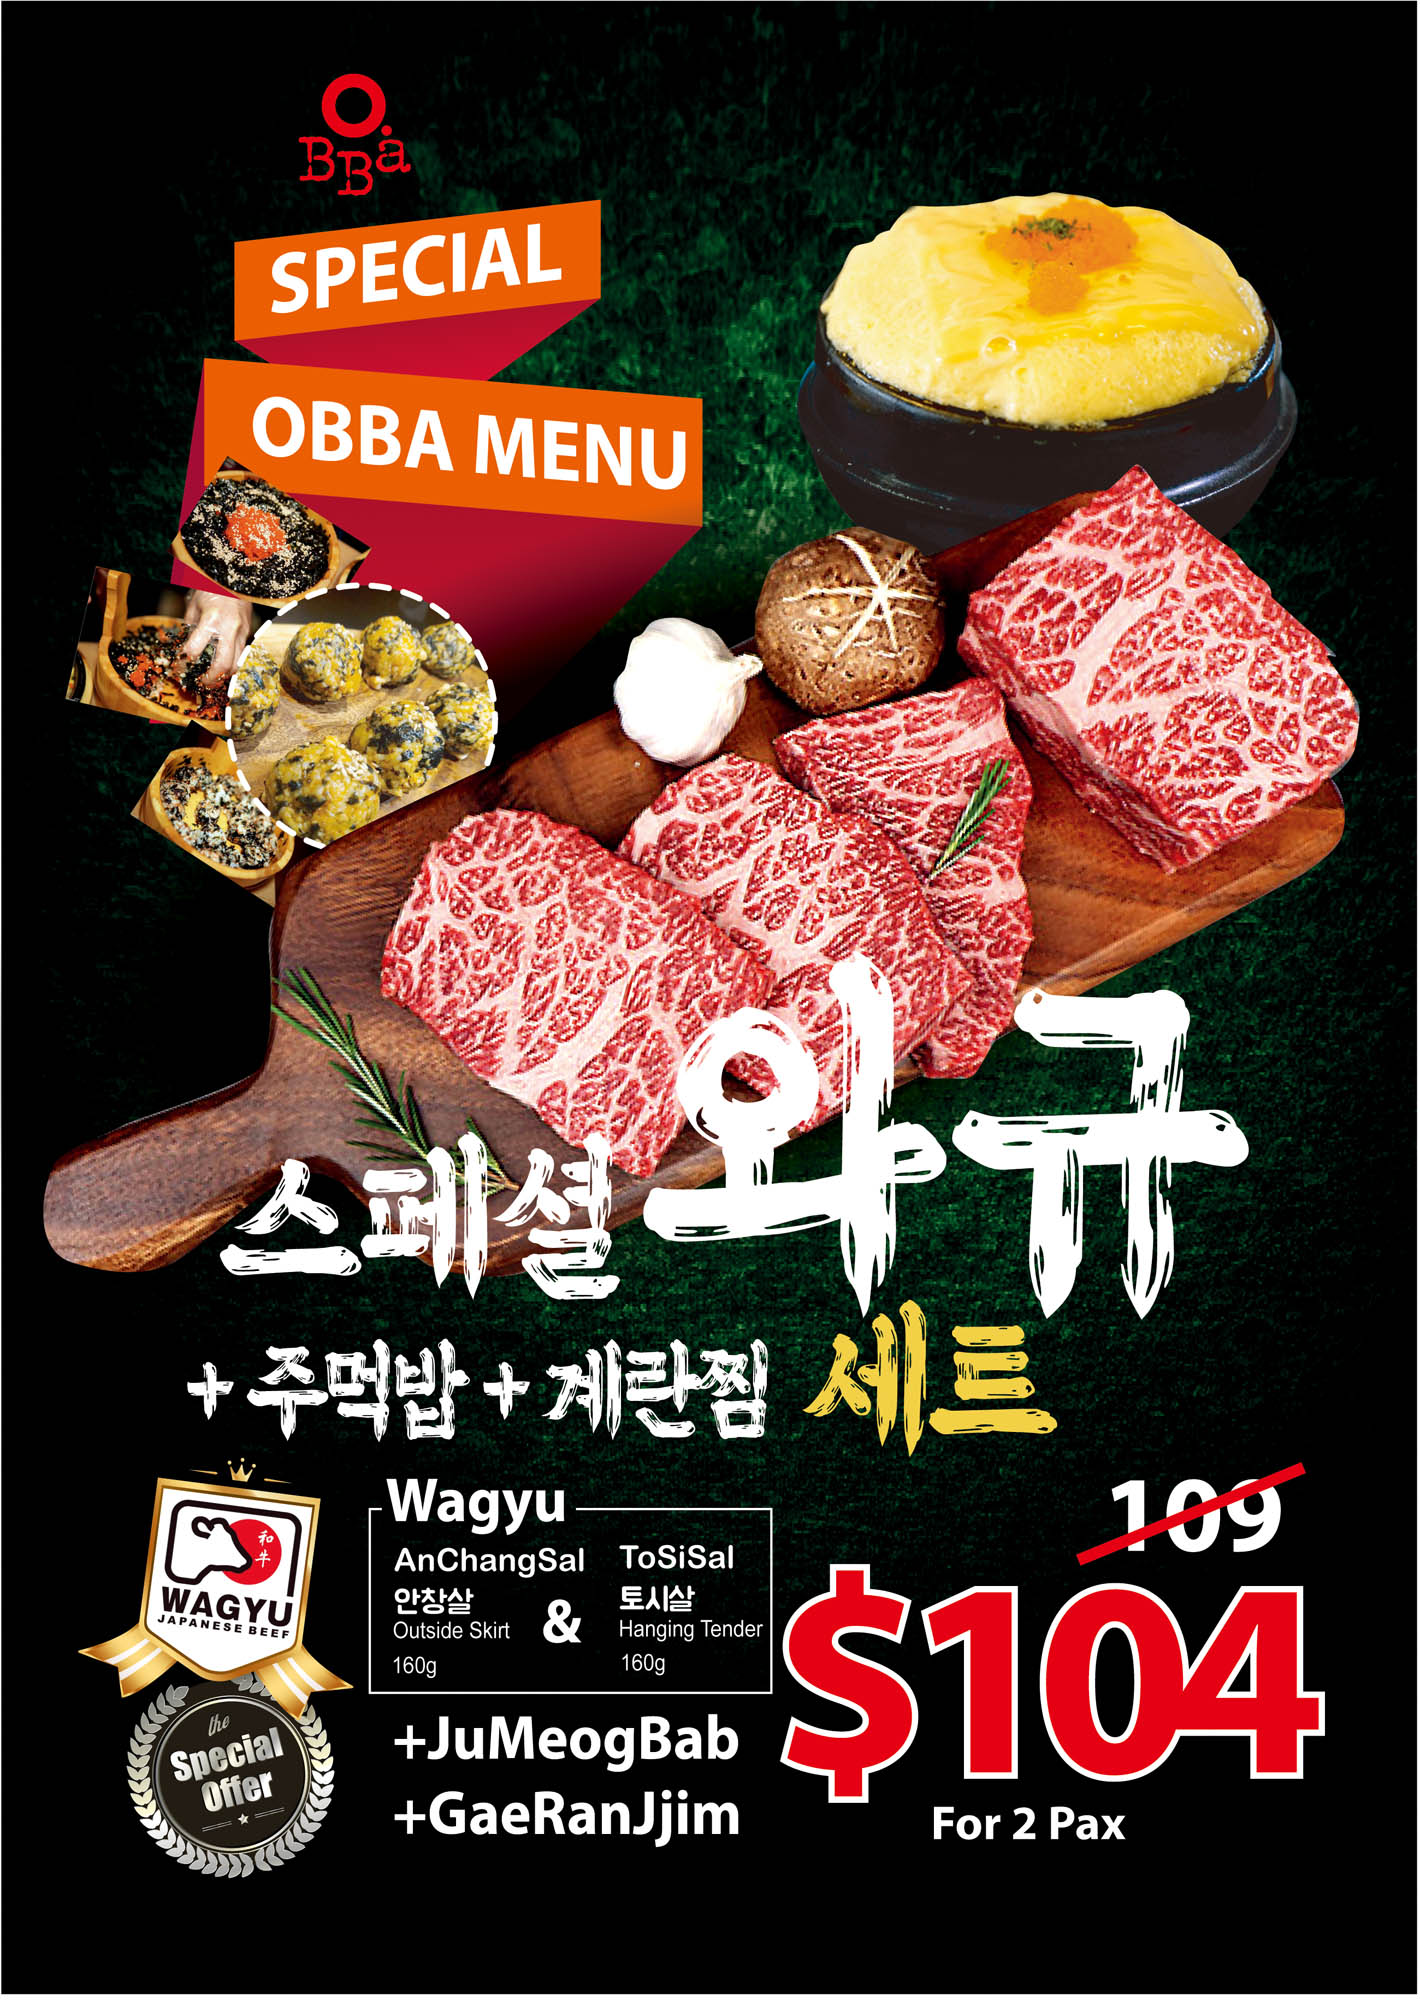 O.
BBa
SPECIAL
OBBA MENU
스페셜 와규
+ 주먹밥 + 계란찜 세트
和牛
WAGYU
JAPANESE BEEF
the
Special
Offer
Wagyu
AnChangSal
안창살
Outside Skirt
160g
&
ToSiSal
토시살
Hanging Tender
160g
+JuMeogBab
+GaeRanJjim
109
$104
For 2 Pax